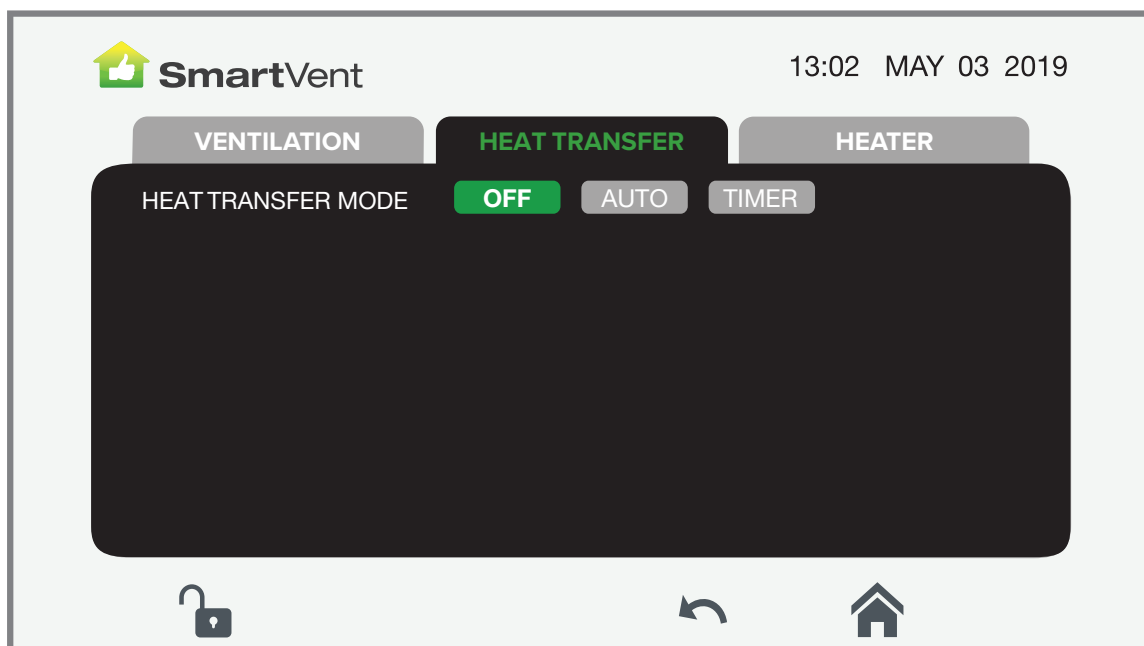 SmartVent
13:02 MAY 03 2019
VENTILATION HEAT TRANSFER HEATER
HEAT TRANSFER MODE OFF AUTO TIMER